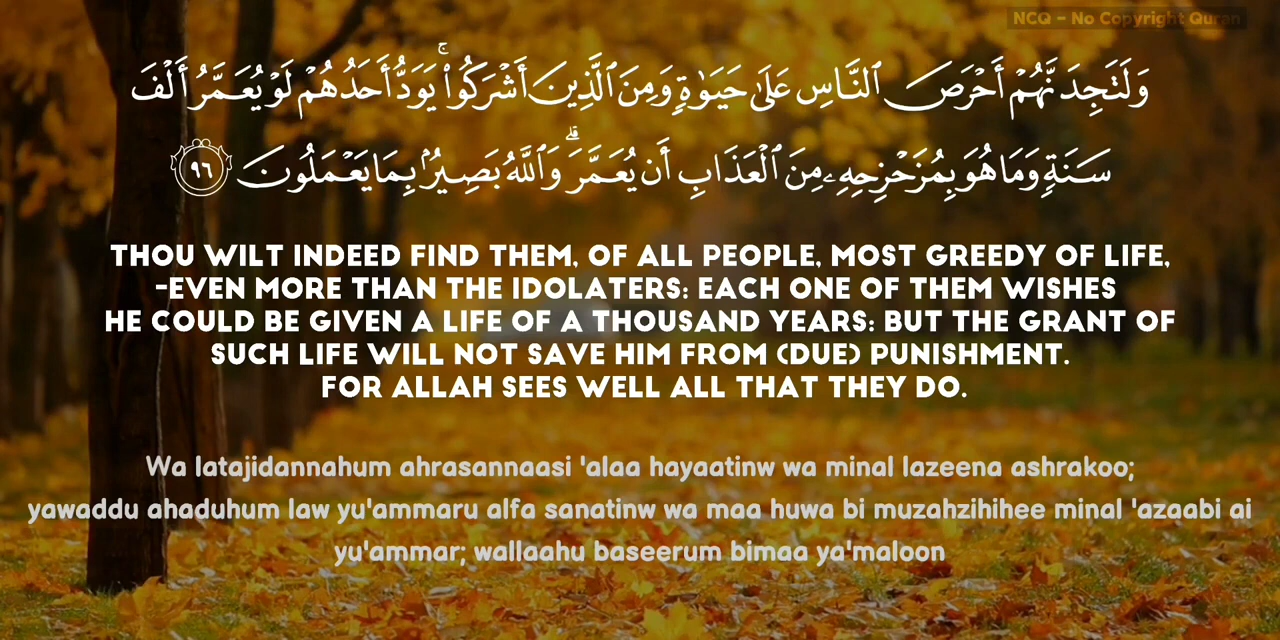 NCQ - No Copyright Quran
وَلَتَجِدَنَّهُمْ أَحْرَصَ ٱلنَّاسِ عَلَىٰ حَيَوٰةٍ وَمِنَ ٱلَّذِينَ أَشْرَكُوا۟ ۚ يَوَدُّ أَحَدُهُمْ لَوْ يُعَمَّرُ أَلْفَ
سَنَةٍ وَمَا هُوَ بِمُزَحْزِحِهِۦ مِنَ ٱلْعَذَابِ أَن يُعَمَّرَ ۗ وَٱللَّهُ بَصِيرٌۢ بِمَا يَعْمَلُونَ ٩٦
THOU WILT INDEED FIND THEM, OF ALL PEOPLE, MOST GREEDY OF LIFE,
-EVEN MORE THAN THE IDOLATERS: EACH ONE OF THEM WISHES
HE COULD BE GIVEN A LIFE OF A THOUSAND YEARS: BUT THE GRANT OF
SUCH LIFE WILL NOT SAVE HIM FROM (DUE) PUNISHMENT.
FOR ALLAH SEES WELL ALL THAT THEY DO.
Wa latajidannahum ahrasannaasi 'alaa hayaatinw wa minal lazeena ashrakoo;
yawaddu ahaduhum law yu'ammaru alfa sanatinw wa maa huwa bi muzahzihihee minal 'azaabi ai
yu'ammar; wallaahu baseerum bimaa ya'maloon